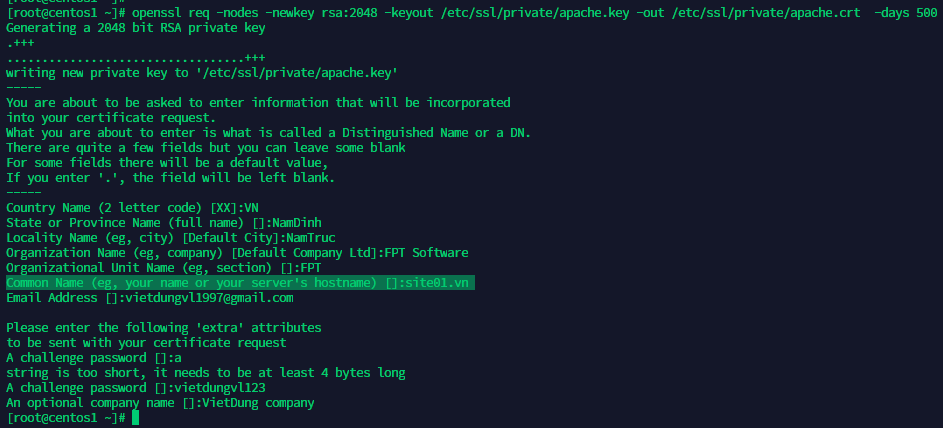 [root@centos1 ~]#
[root@centos1 ~]# openssl req -nodes -newkey rsa:2048 -keyout /etc/ssl/private/apache.key -out /etc/ssl/private/apache.crt -days 500
Generating a 2048 bit RSA private key
.+++
..................................+++
writing new private key to '/etc/ssl/private/apache.key'
-----
You are about to be asked to enter information that will be incorporated
into your certificate request.
What you are about to enter is what is called a Distinguished Name or a DN.
There are quite a few fields but you can leave some blank
For some fields there will be a default value,
If you enter '.', the field will be left blank.
-----
Country Name (2 letter code) [XX]:VN
State or Province Name (full name) []:NamDinh
Locality Name (eg, city) [Default City]:NamTruc
Organization Name (eg, company) [Default Company Ltd]:FPT Software
Organizational Unit Name (eg, section) []:FPT
Common Name (eg, your name or your server's hostname) []:site01.vn
Email Address []:vietdungvl1997@gmail.com

Please enter the following 'extra' attributes
to be sent with your certificate request
A challenge password []:a
string is too short, it needs to be at least 4 bytes long
A challenge password []:vietdungvl123
An optional company name []:VietDung company
[root@centos1 ~]#